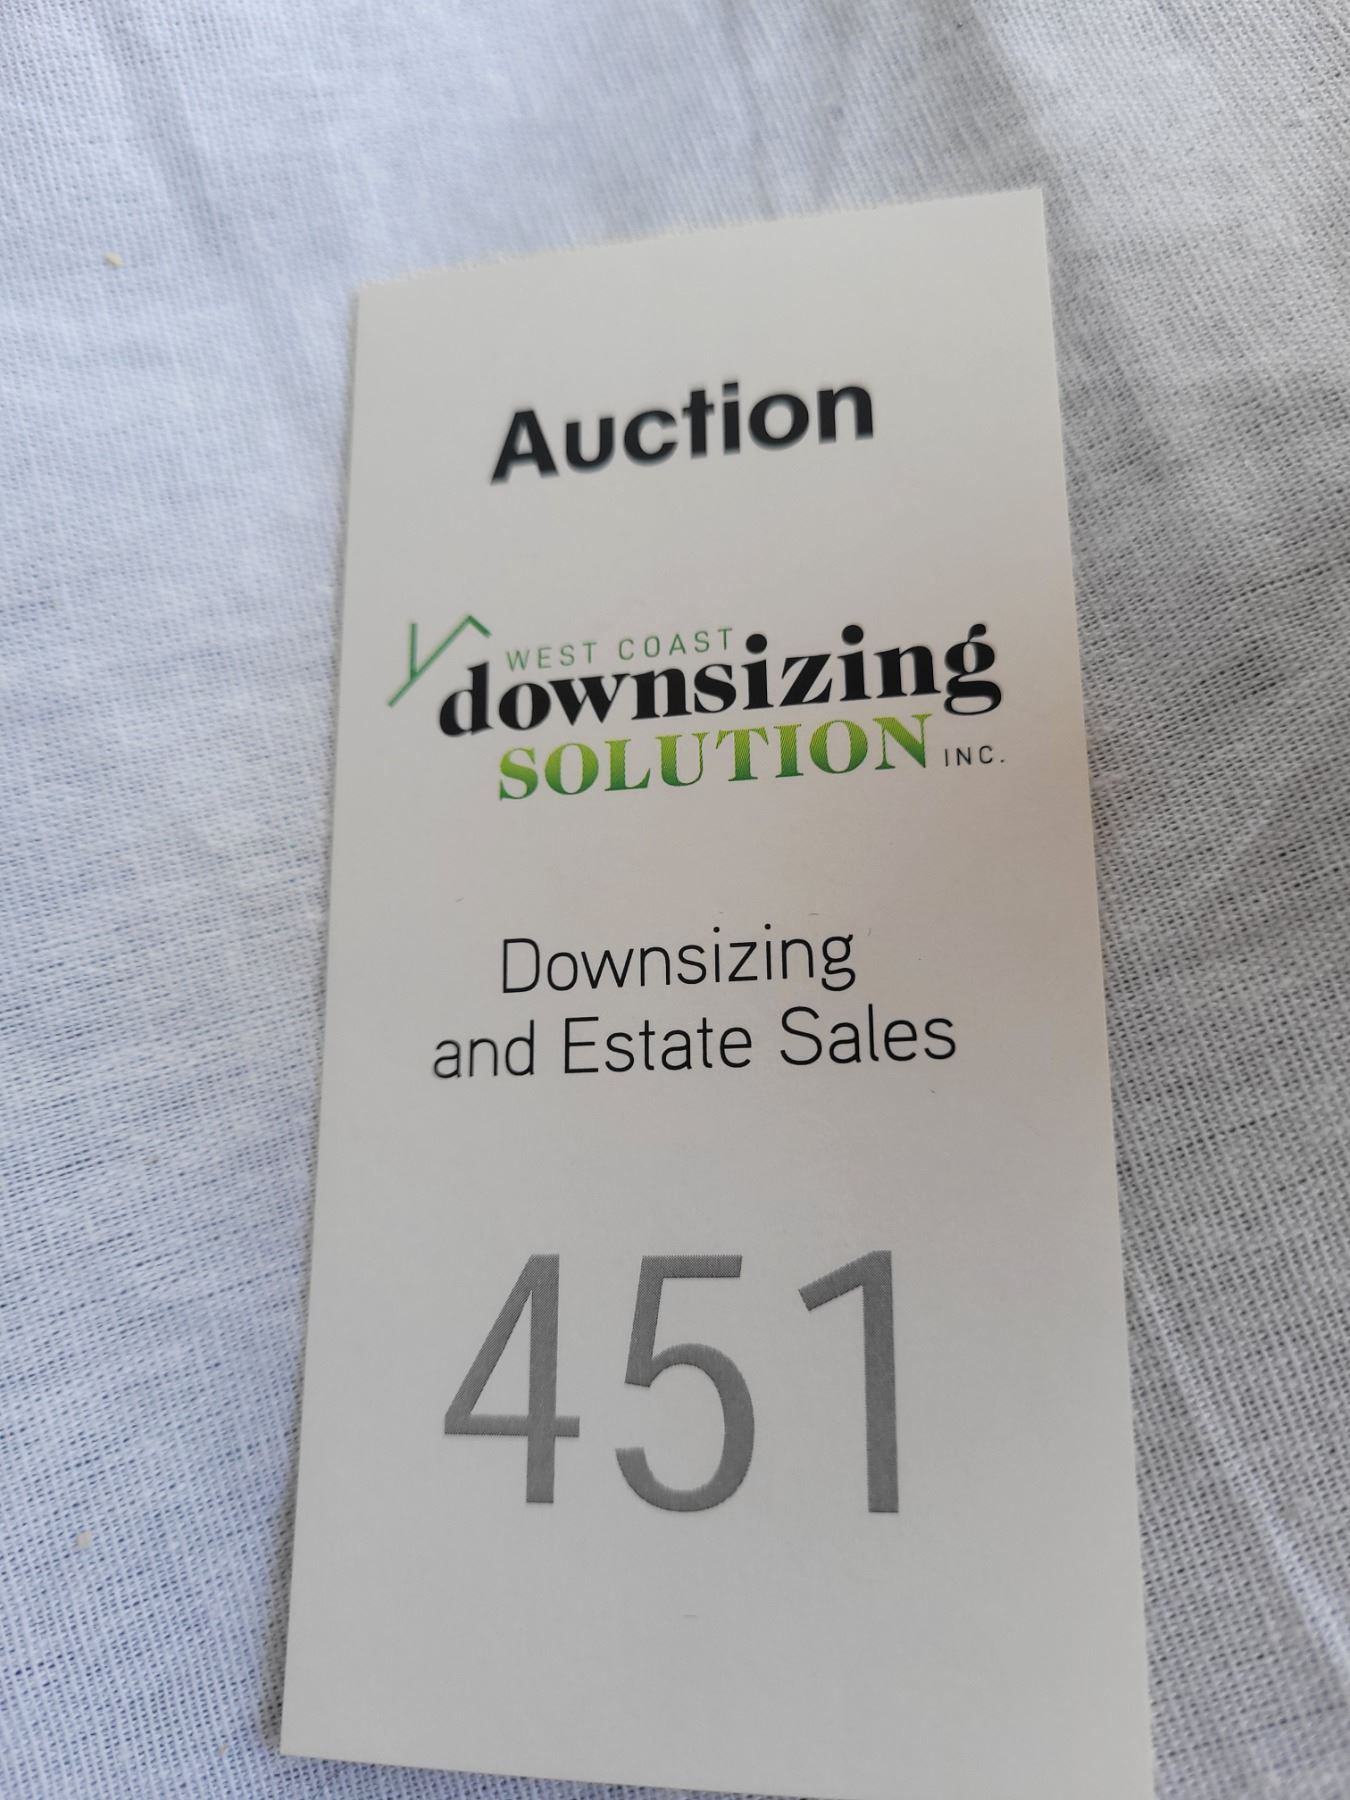 Auction
WEST COAST
downsizing
SOLUTION INC.
Downsizing
and Estate Sales
451